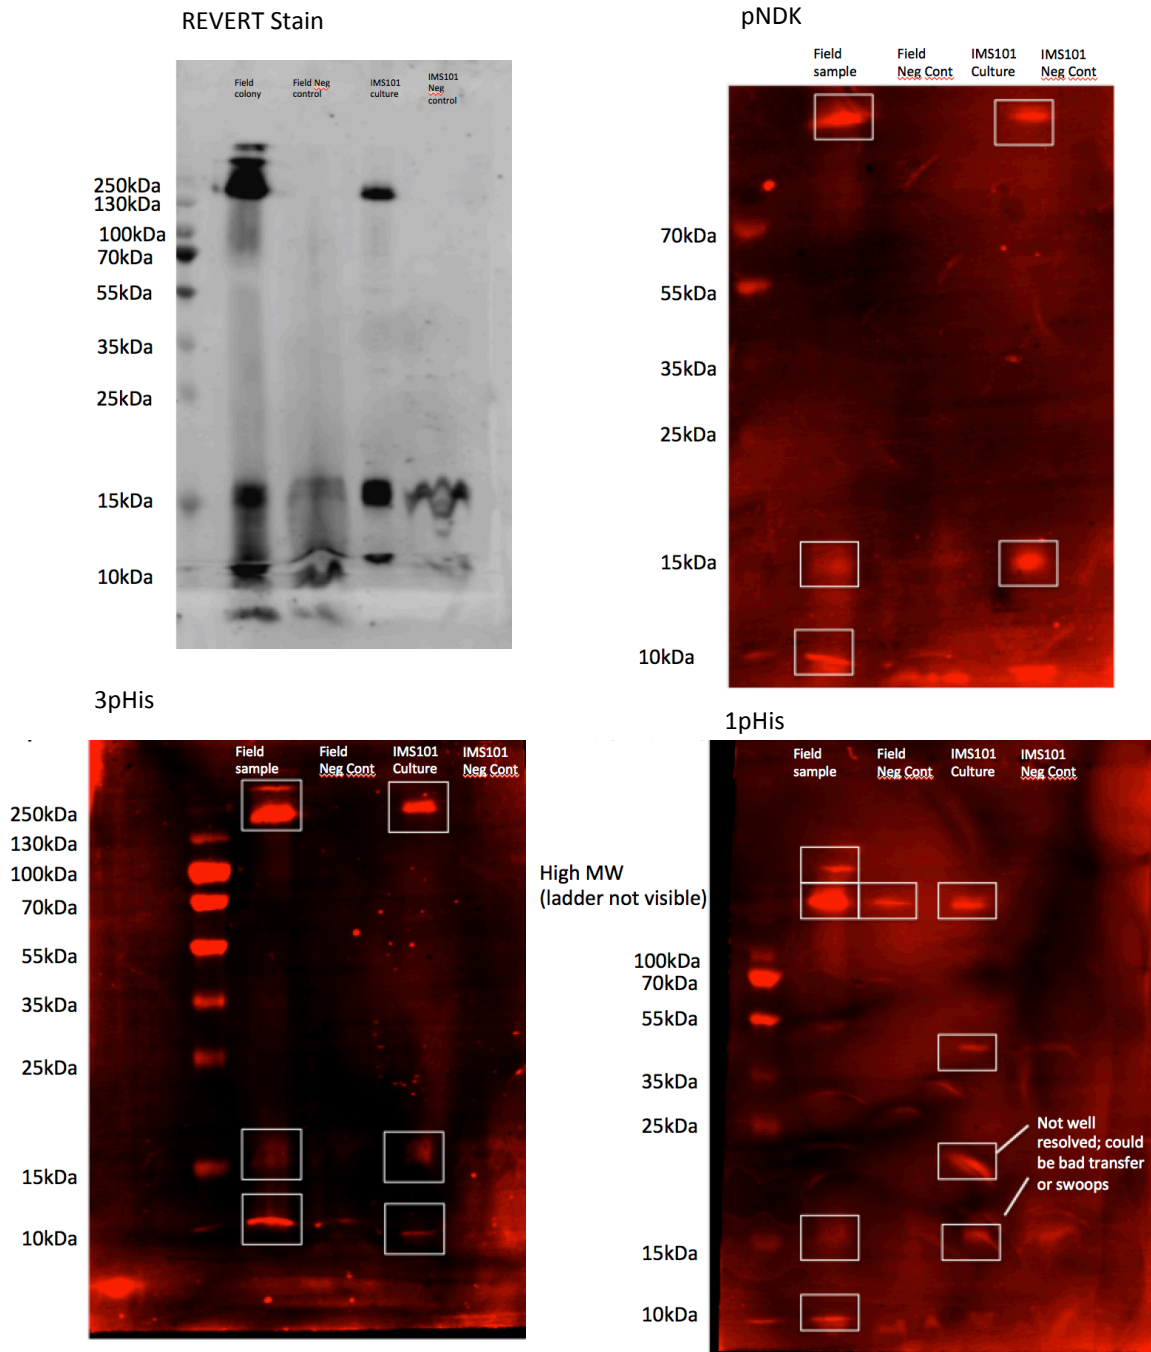 REVERT Stain
Field
colony
Field Neg
control
IMS101
culture
IMS101
Neg
control
250kDa
130kDa
100kDa
70kDa
55kDa
35kDa
25kDa
15kDa
10kDa
pNDK
Field
sample
Field
Neg Cont
IMS101
Culture
IMS101
Neg Cont
70kDa
55kDa
35kDa
25kDa
15kDa
10kDa
3pHis
Field
sample
Field
Neg Cont
IMS101
Culture
IMS101
Neg Cont
250kDa
130kDa
100kDa
70kDa
55kDa
35kDa
25kDa
15kDa
10kDa
1pHis
Field
sample
Field
Neg Cont
IMS101
Culture
IMS101
Neg Cont
High MW
(ladder not visible)
100kDa
70kDa
55kDa
35kDa
25kDa
15kDa
10kDa
Not well
resolved; could
be bad transfer
or swoops